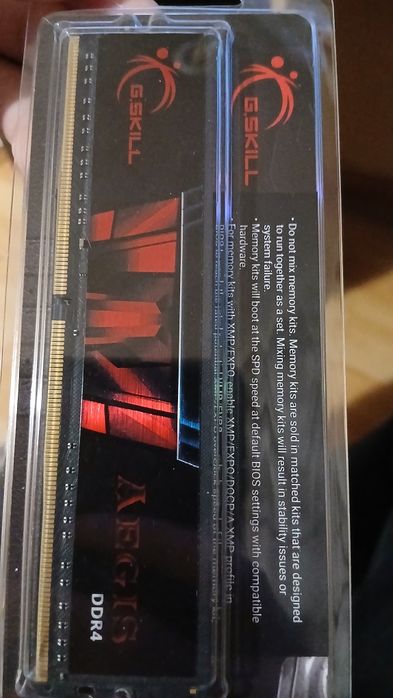 G.SKILL
AEGIS
DDR4
G.SKILL
• Do not mix memory kits. Memory kits are sold in matched kits that are designed
to run together as a set. Mixing memory kits will result in stability issues or
system failure.
• Memory kits will boot at the SPD speed at default BIOS settings with compatible
hardware.
• For memory kits with XMP/EXPO, enable XMP/EXPO/DOCP/A-XMP profile in